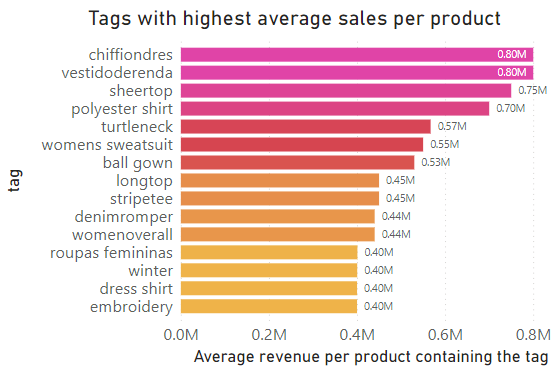 Tags with highest average sales per product
chiffiondres 0.80M
vestidoderenda 0.80M
sheertop 0.75M
polyester shirt 0.70M
turtleneck 0.57M
womens sweatsuit 0.55M
ball gown 0.53M
longtop 0.45M
stripetee 0.45M
denimromper 0.44M
womenoverall 0.44M
roupas femininas 0.40M
winter 0.40M
dress shirt 0.40M
embroidery 0.40M
tag
0.0M 0.2M 0.4M 0.6M 0.8M
Average revenue per product containing the tag